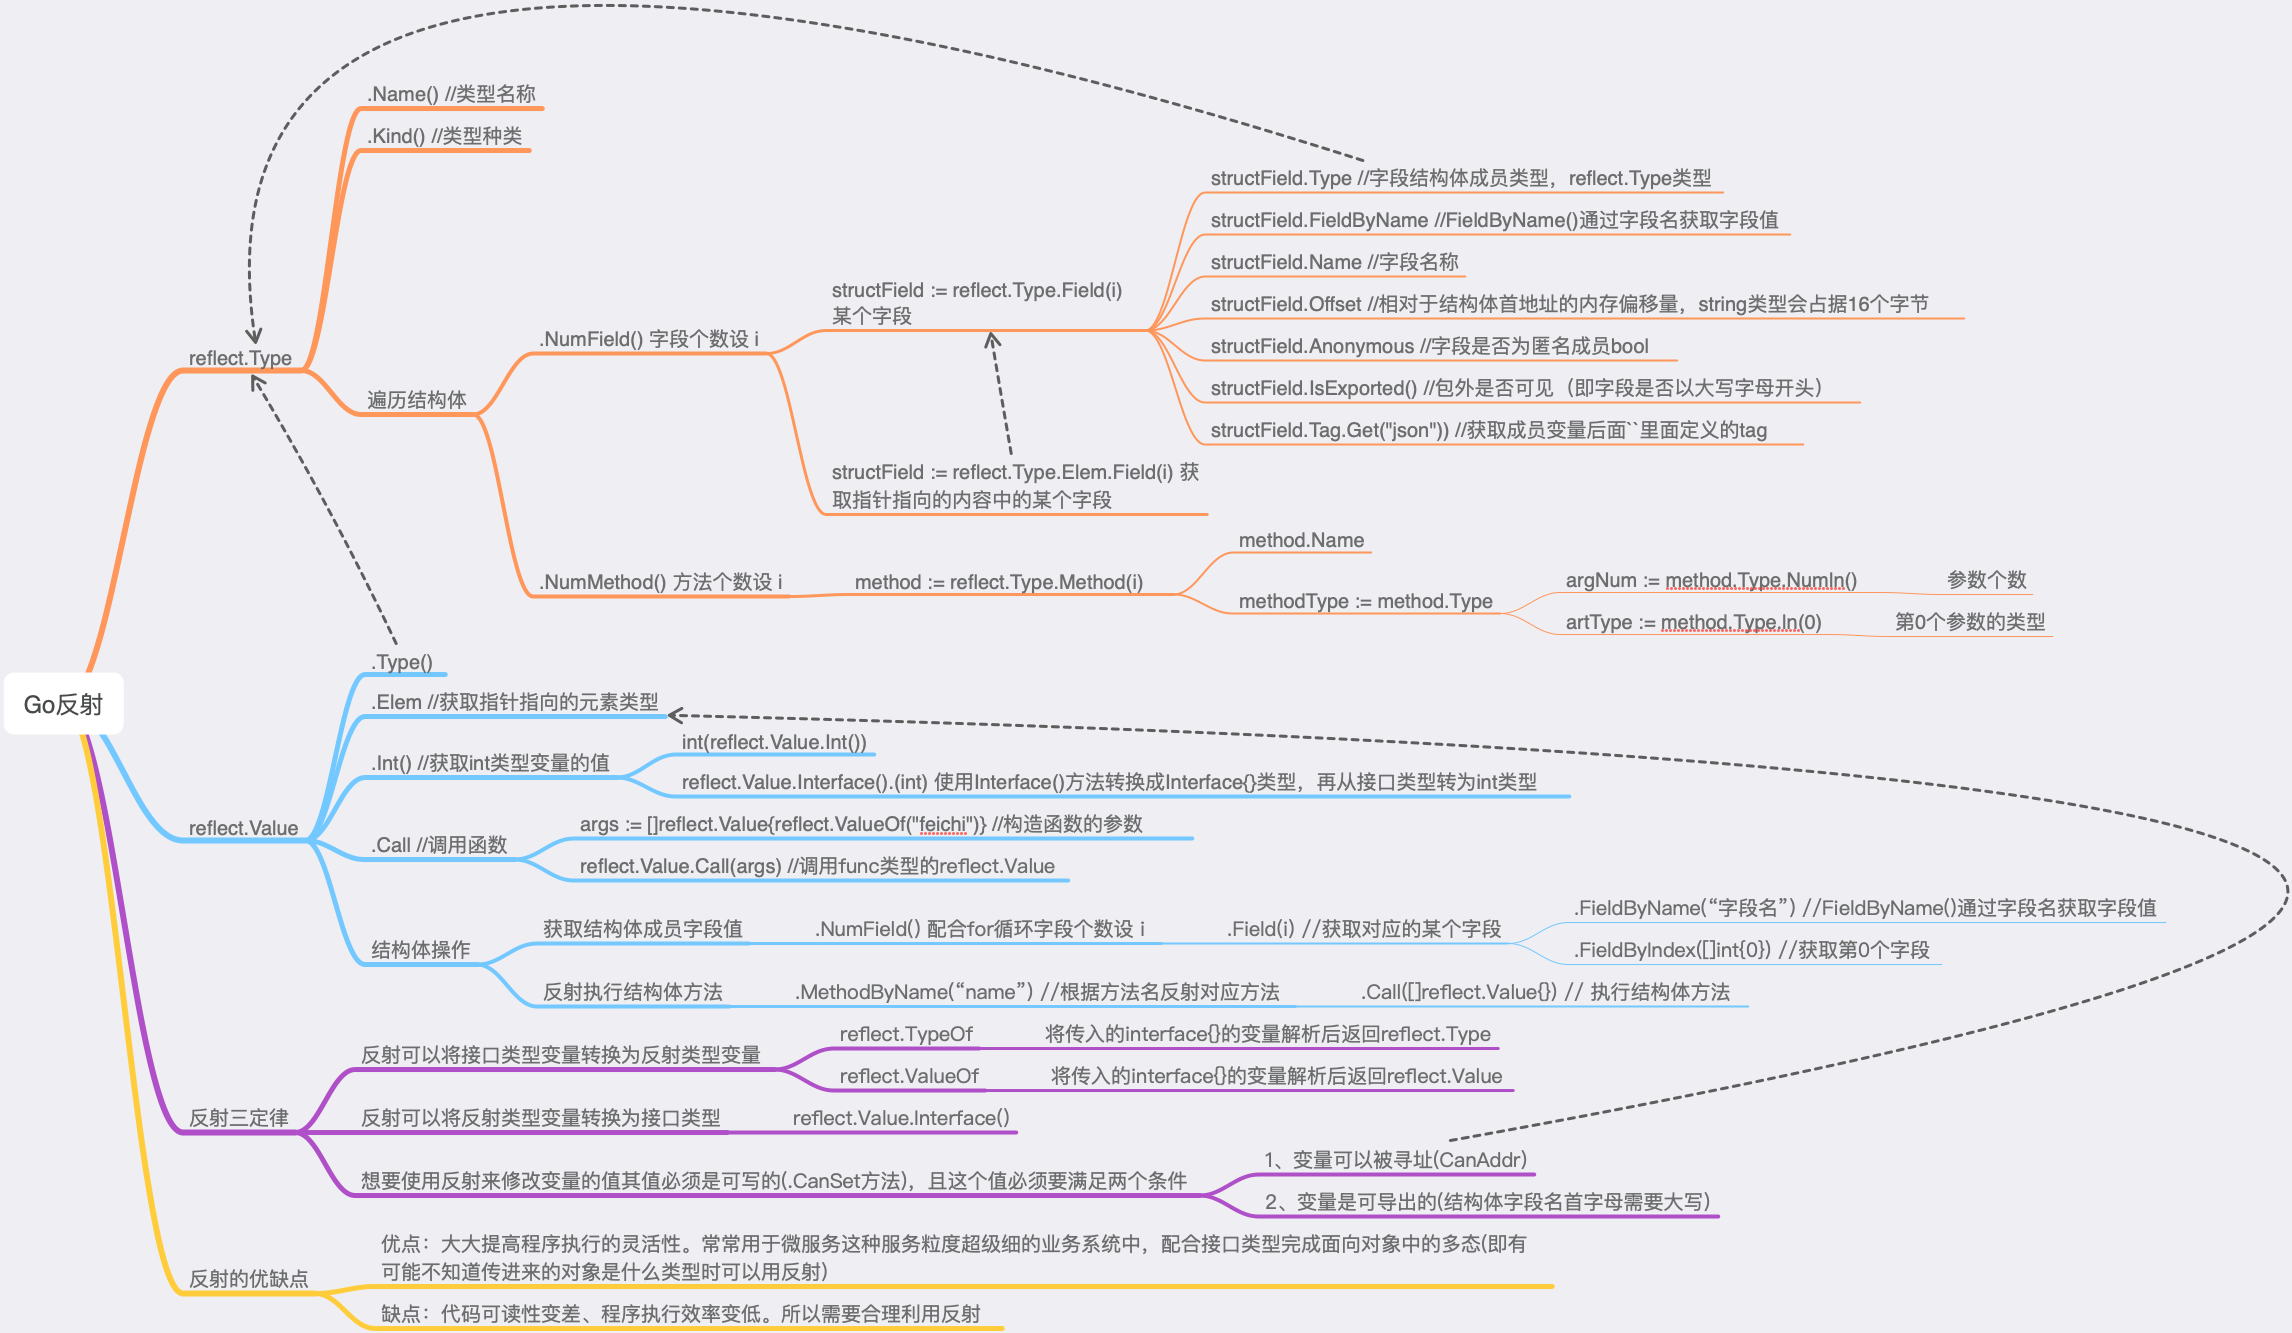 Go反射
reflect.Type
.Name() //类型名称
.Kind() //类型种类
遍历结构体
.NumField() 字段个数设 i
structField := reflect.Type.Field(i)
某个字段
structField.Type //字段结构体成员类型，reflect.Type类型
structField.FieldByName //FieldByName()通过字段名获取字段值
structField.Name //字段名称
structField.Offset //相对于结构体首地址的内存偏移量，string类型会占据16个字节
structField.Anonymous //字段是否为匿名成员bool
structField.IsExported() //包外是否可见（即字段是否以大写字母开头）
structField.Tag.Get("json")) //获取成员变量后面``里面定义的tag
structField := reflect.Type.Elem.Field(i) 获
取指针指向的内容中的某个字段
.NumMethod() 方法个数设 i
method := reflect.Type.Method(i)
method.Name
methodType := method.Type
argNum := method.Type.NumIn()
参数个数
artType := method.Type.In(0)
第0个参数的类型
reflect.Value
.Type()
.Elem //获取指针指向的元素类型
.Int() //获取int类型变量的值
int(reflect.Value.Int())
reflect.Value.Interface().(int) 使用Interface()方法转换成Interface{}类型，再从接口类型转为int类型
.Call //调用函数
args := []reflect.Value{reflect.ValueOf("feichi")} //构造函数的参数
reflect.Value.Call(args) //调用func类型的reflect.Value
结构体操作
获取结构体成员字段值
.NumField() 配合for循环字段个数设 i
.Field(i) //获取对应的某个字段
.FieldByName(“字段名”) //FieldByName()通过字段名获取字段值
.FieldByIndex([]int{0}) //获取第0个字段
反射执行结构体方法
.MethodByName(“name”) //根据方法名反射对应方法
.Call([]reflect.Value{}) // 执行结构体方法
反射三定律
反射可以将接口类型变量转换为反射类型变量
reflect.TypeOf
将传入的interface{}的变量解析后返回reflect.Type
reflect.ValueOf
将传入的interface{}的变量解析后返回reflect.Value
反射可以将反射类型变量转换为接口类型
reflect.Value.Interface()
想要使用反射来修改变量的值其值必须是可写的(.CanSet方法)，且这个值必须要满足两个条件
1、变量可以被寻址(CanAddr)
2、变量是可导出的(结构体字段名首字母需要大写)
反射的优缺点
优点：大大提高程序执行的灵活性。常常用于微服务这种服务粒度超级细的业务系统中，配合接口类型完成面向对象中的多态(即有
可能不知道传进来的对象是什么类型时可以用反射)
缺点：代码可读性变差、程序执行效率变低。所以需要合理利用反射